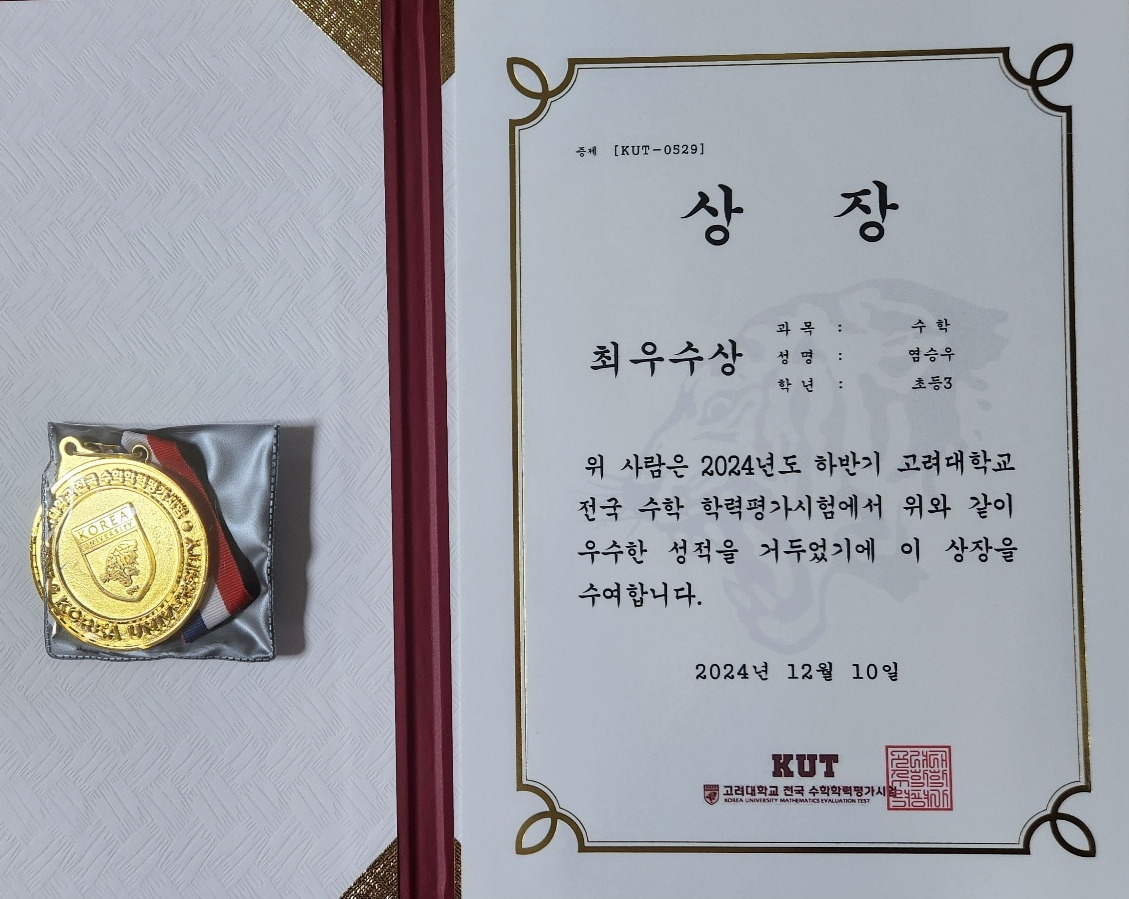 KOREA
UNIVERSITY
KOREA UNIV
증제 [KUT-0529]
상 장
최우수상
과 목 : 수 학
성 명 : 염승우
학 년 : 초등3
위 사람은 2024년도 하반기 고려대학교
전국 수학 학력평가시험에서 위와 같이
우수한 성적을 거두었기에 이 상장을
수여합니다.
2024년 12월 10일
KUT
고려대학교 전국 수학학력평가시험
KOREA UNIVERSITY MATHEMATICS EVALUATION TEST